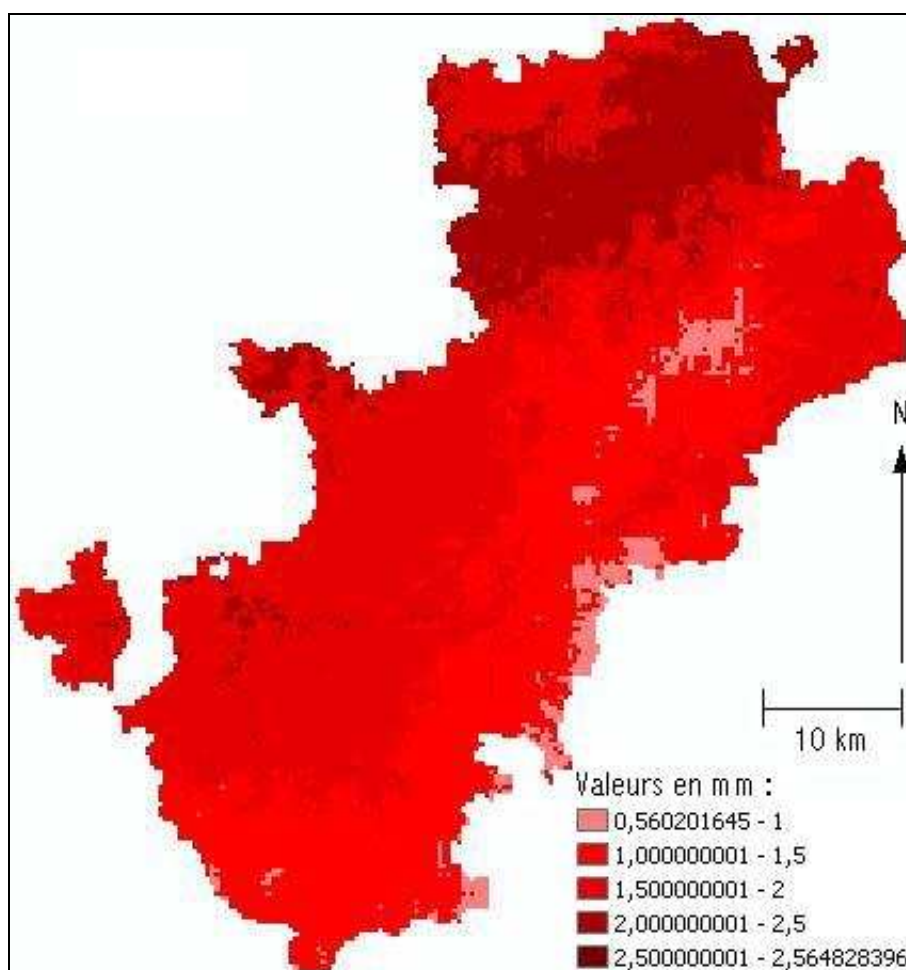 N
10 km
Valeurs en mm :
0,560201645 - 1
1,000000001 - 1,5
1,500000001 - 2
2,000000001 - 2,5
2,500000001 - 2,564828396